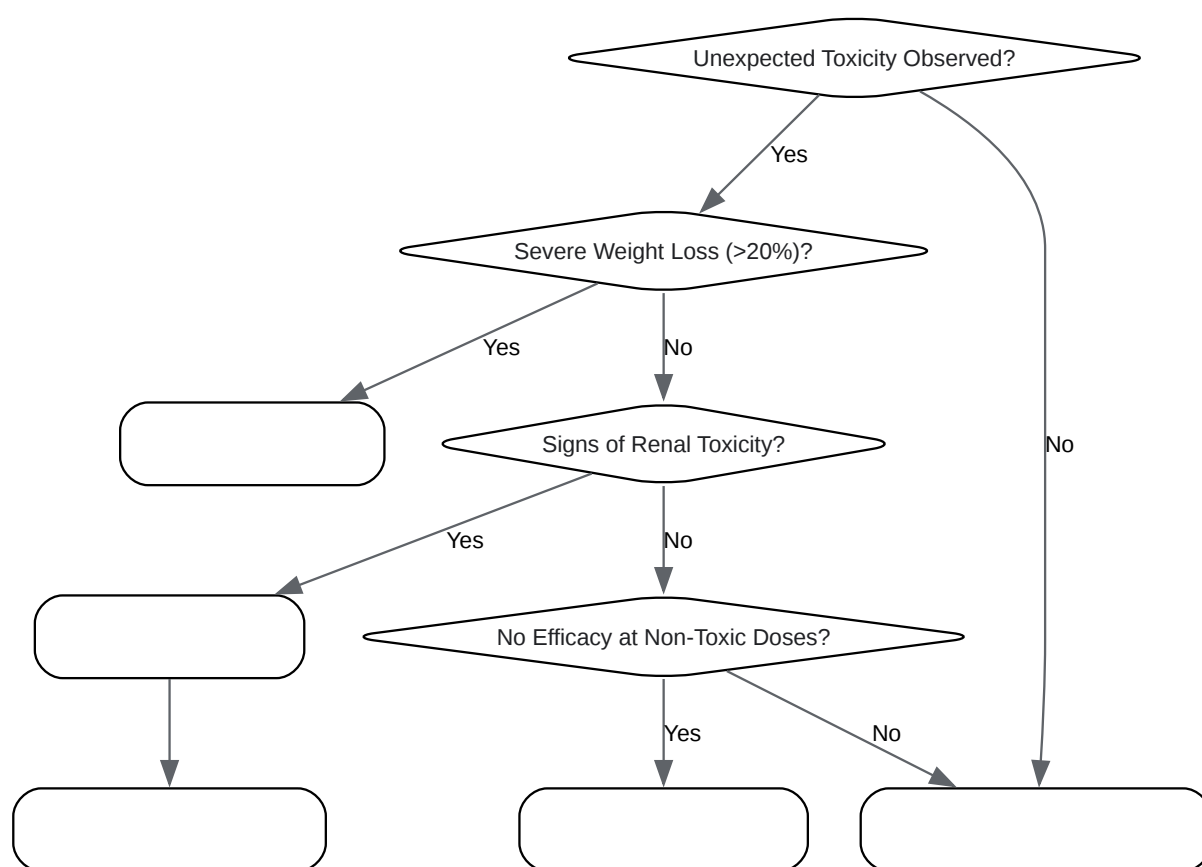 Unexpected Toxicity Observed?
Yes
Severe Weight Loss (>20%)?
Yes
No
Signs of Renal Toxicity?
No
Yes
No
No Efficacy at Non-Toxic Doses?
Yes
No